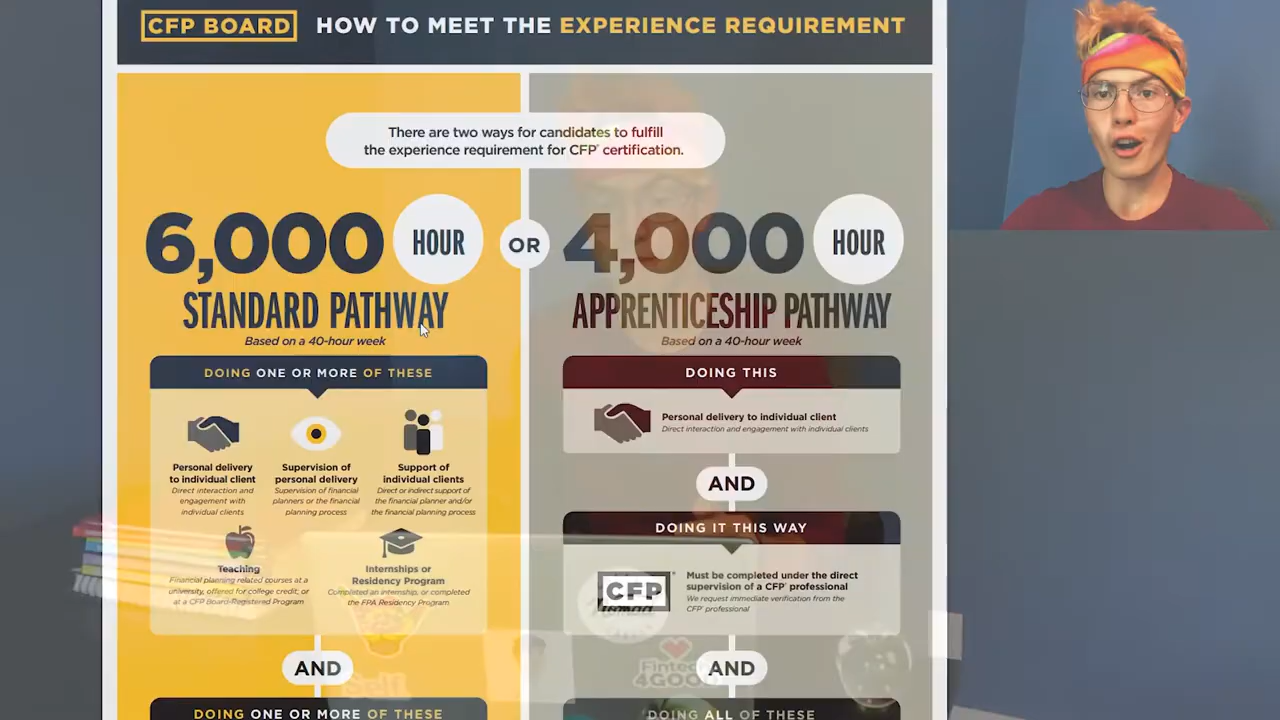 CFP BOARD HOW TO MEET THE EXPERIENCE REQUIREMENT
There are two ways for candidates to fulfill
the experience requirement for CFP® certification.
6,000 HOUR
STANDARD PATHWAY
Based on a 40-hour week
DOING ONE OR MORE OF THESE
Personal delivery
to individual client
Direct interaction and
engagement with
individual clients
Supervision of
personal delivery
Supervision of financial
planners or the financial
planning process
Support of
individual clients
Direct or indirect support of
the financial planner and/or
the financial planning process
Teaching
Financial planning related courses at a
university, offered for college credit, or
at a CFP Board-Registered Program
Internships or
Residency Program
Completed an internship, or completed
the FPA Residency Program
AND
DOING ONE OR MORE OF THESE
OR
4,000 HOUR
APPRENTICESHIP PATHWAY
Based on a 40-hour week
DOING THIS
Personal delivery to individual client
Direct interaction and engagement with individual clients
AND
DOING IT THIS WAY
CFP®
Must be completed under the direct
supervision of a CFP® professional
We request immediate verification from the
CFP® professional
Nomad
AND
Fintech
4GOOD
DOING ALL OF THESE